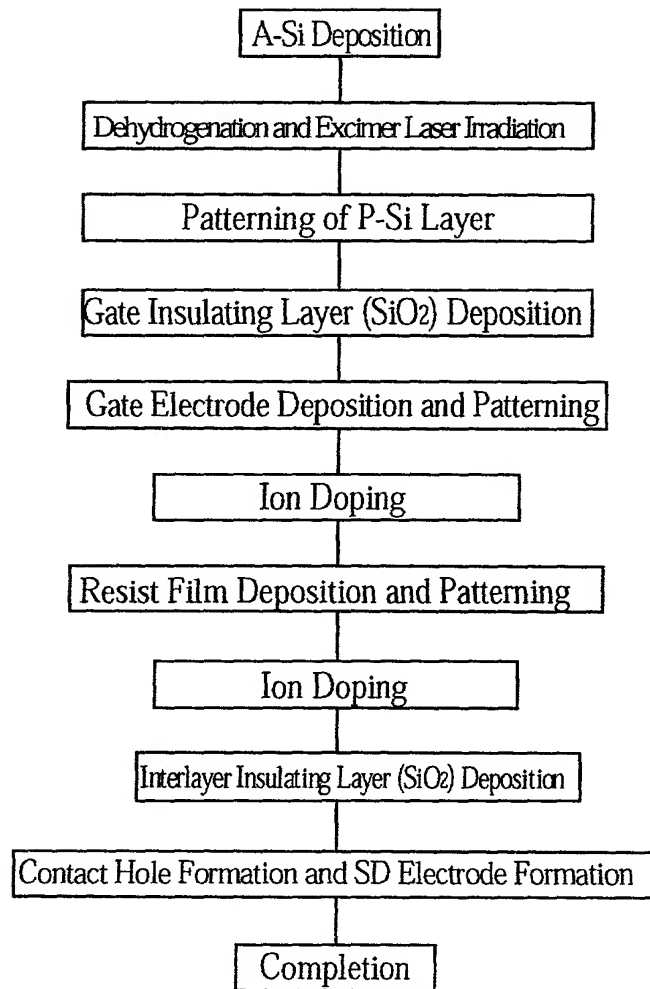 A-Si Deposition
Dehydrogenation and Excimer Laser Irradiation
Patterning of P-Si Layer
Gate Insulating Layer (SiO2) Deposition
Gate Electrode Deposition and Patterning
Ion Doping
Resist Film Deposition and Patterning
Ion Doping
Interlayer Insulating Layer (SiO2) Deposition
Contact Hole Formation and SD Electrode Formation
Completion